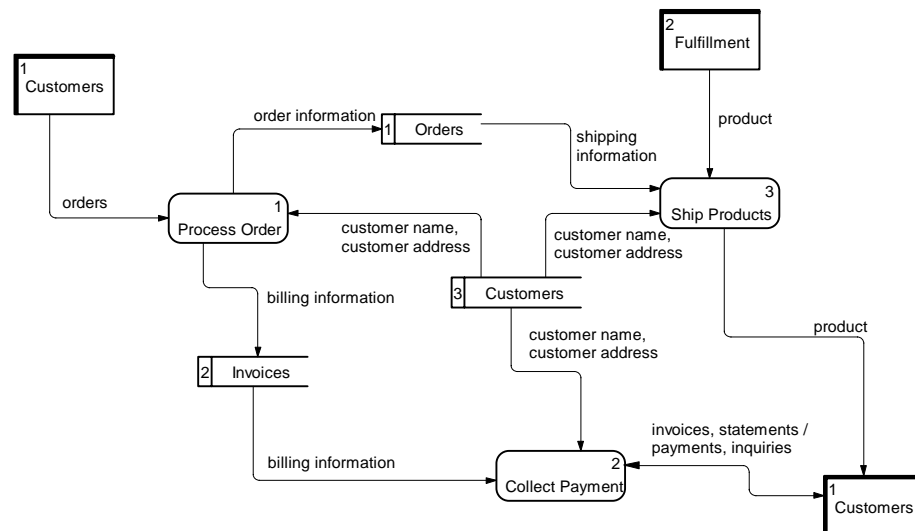 2
Fulfillment
1
Customers
order information
1 Orders
product
shipping
information
3
Ship Products
orders
1
Process Order
customer name,
customer address
customer name,
customer address
billing information
3 Customers
product
customer name,
customer address
2 Invoices
invoices, statements /
payments, inquiries
billing information
2
Collect Payment
1
Customers